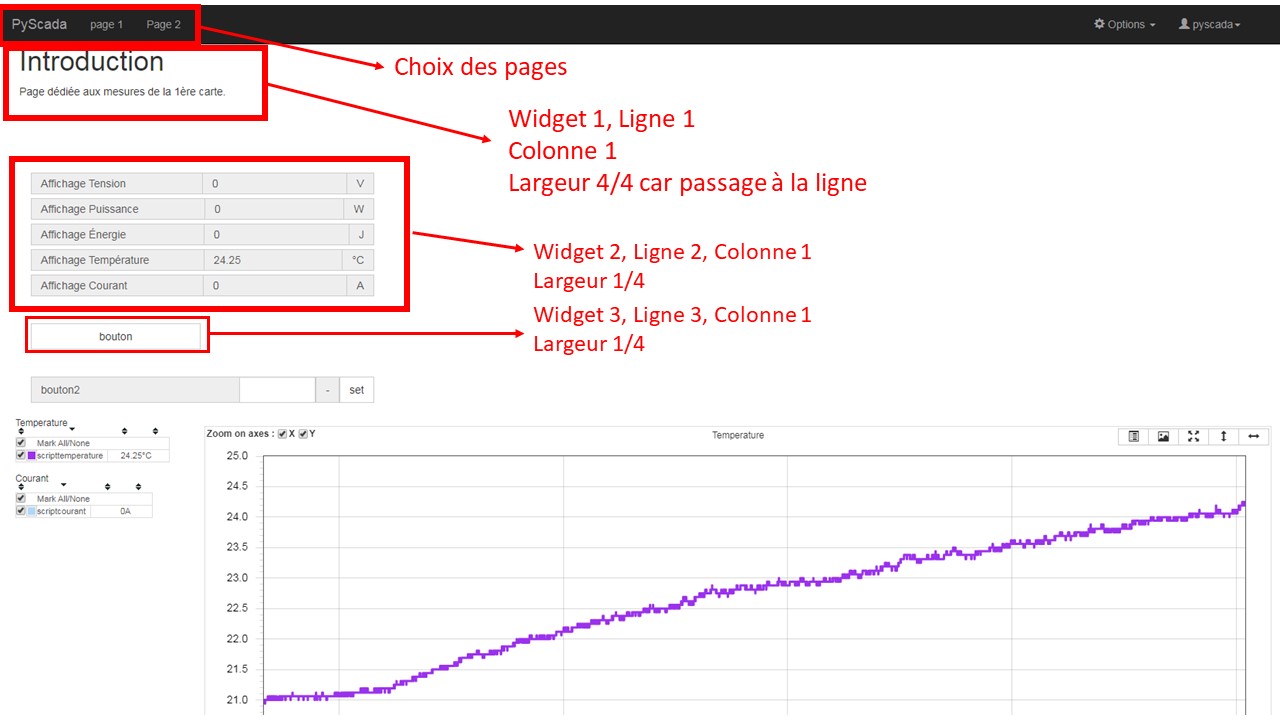 PyScada page 1 Page 2 Options pyscada
Introduction
Page dédiée aux mesures de la 1ère carte.
Choix des pages
Widget 1, Ligne 1
Colonne 1
Largeur 4/4 car passage à la ligne
Affichage Tension 0 V
Affichage Puissance 0 W
Affichage Énergie 0 J
Affichage Température 24.25 °C
Affichage Courant 0 A
Widget 2, Ligne 2, Colonne 1
Largeur 1/4
bouton
Widget 3, Ligne 3, Colonne 1
Largeur 1/4
bouton2 - set
Temperature
Mark All/None
scripttemperature 24.25°C
Courant
Mark All/None
scriptcourant 0A
Zoom on axes : X Y Temperature
25.0
24.5
24.0
23.5
23.0
22.5
22.0
21.5
21.0